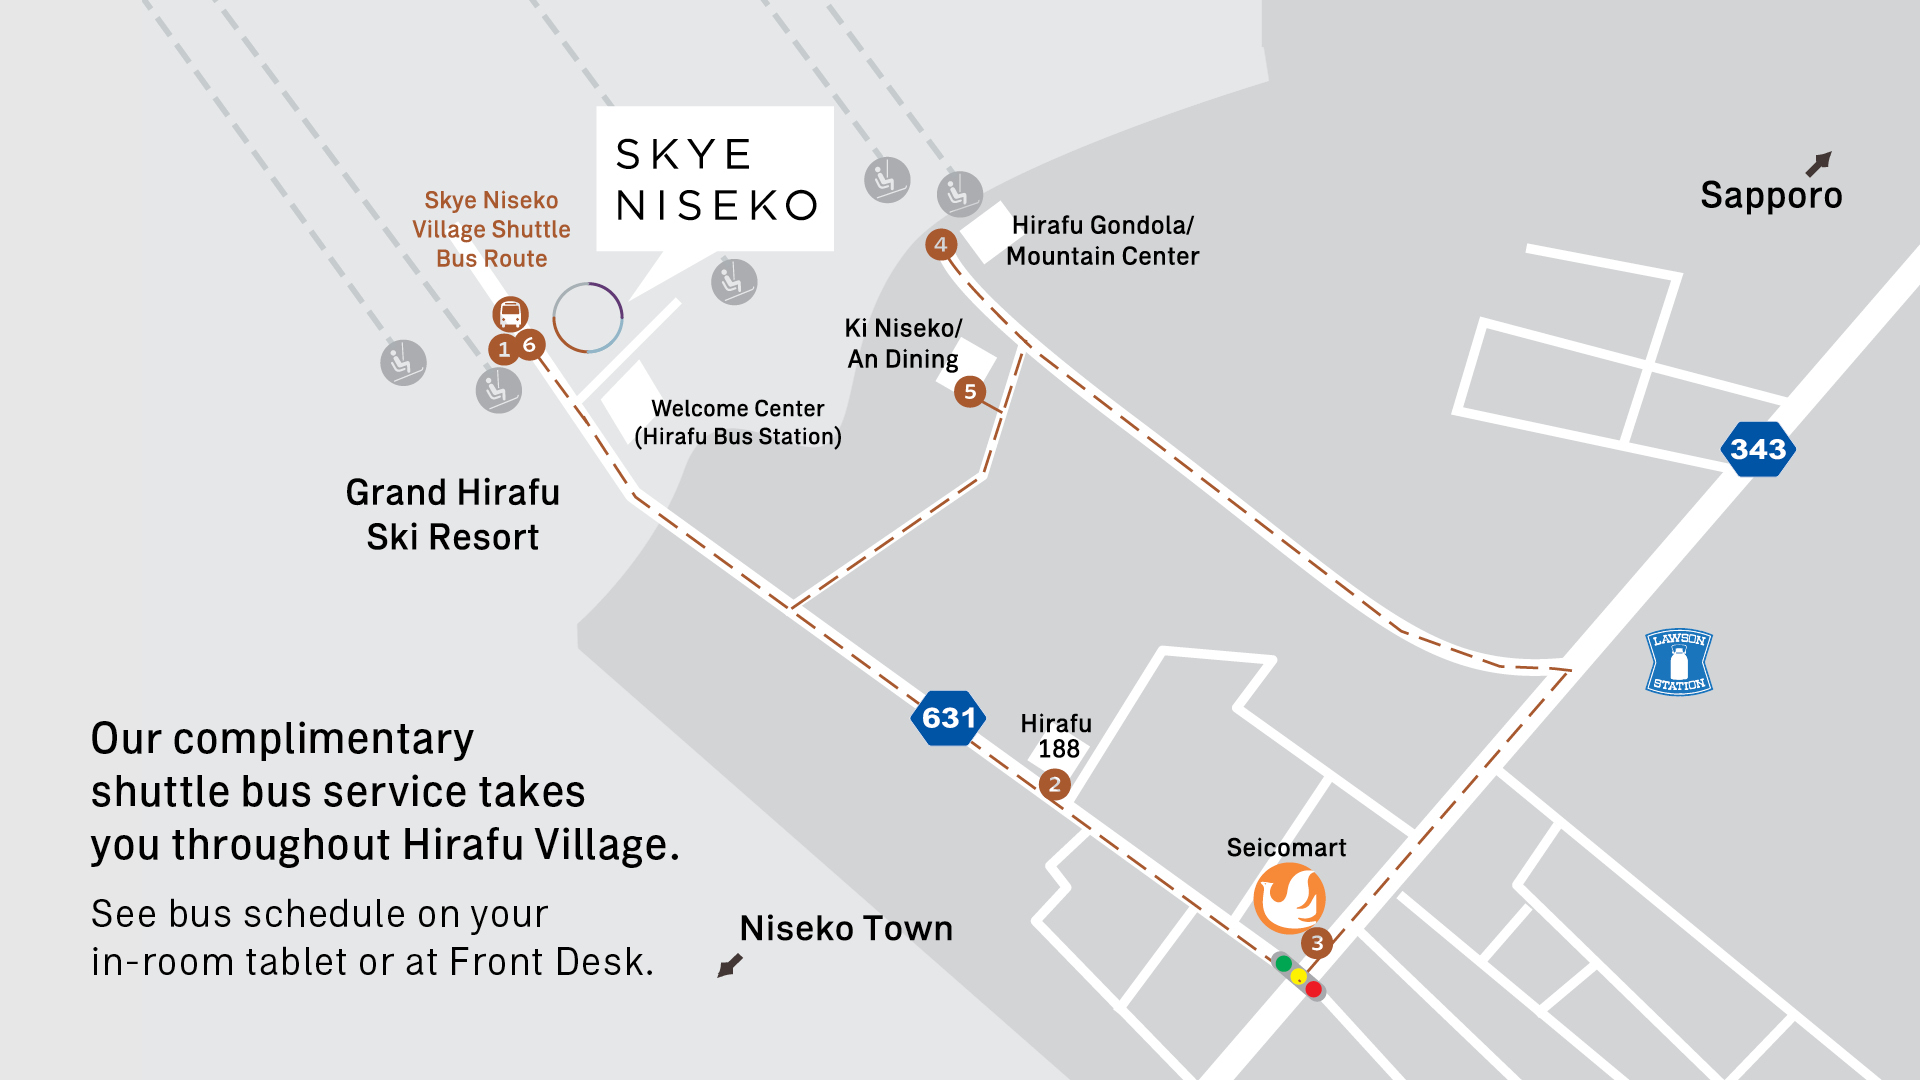 SKYE
NISEKO
Skye Niseko
Village Shuttle
Bus Route
1
6
4
Hirafu Gondola/
Mountain Center
Sapporo
Ki Niseko/
An Dining
5
Welcome Center
(Hirafu Bus Station)
343
Grand Hirafu
Ski Resort
LAWSON
STATION
631
Hirafu
188
2
Our complimentary
shuttle bus service takes
you throughout Hirafu Village.
See bus schedule on your
in-room tablet or at Front Desk.
Seicomart
3
Niseko Town